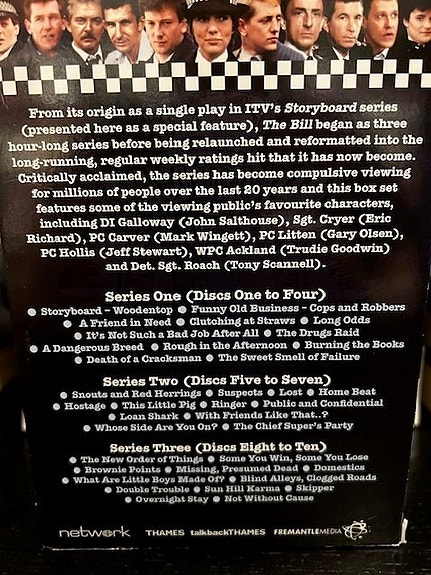 From its origin as a single play in ITV's Storyboard series
(presented here as a special feature), The Bill began as three
hour-long series before being relaunched and reformatted into the
long-running, regular weekly ratings hit that it has now become.
Critically acclaimed, the series has become compulsive viewing
for millions of people over the last 20 years and this box set
features some of the viewing public's favourite characters,
including DI Galloway (John Salthouse), Sgt. Cryer (Eric
Richard), PC Carver (Mark Wingett), PC Litten (Gary Olsen),
PC Hollis (Jeff Stewart), WPC Ackland (Trudie Goodwin)
and Det. Sgt. Roach (Tony Scannell).
Series One (Discs One to Four)
● Storyboard – Woodentop ● Funny Old Business – Cops and Robbers
● A Friend in Need ● Clutching at Straws ● Long Odds
● It's Not Such a Bad Job After All ● The Drugs Raid
● A Dangerous Breed ● Rough in the Afternoon ● Burning the Books
● Death of a Cracksman ● The Sweet Smell of Failure
Series Two (Discs Five to Seven)
● Snouts and Red Herrings ● Suspects ● Lost ● Home Beat
● Hostage ● This Little Pig ● Ringer ● Public and Confidential
● Loan Shark ● With Friends Like That..?
● Whose Side Are You On? ● The Chief Super's Party
Series Three (Discs Eight to Ten)
● The New Order of Things ● Some You Win, Some You Lose
● Brownie Points ● Missing, Presumed Dead ● Domestics
● What Are Little Boys Made Of? ● Blind Alleys, Clogged Roads
● Double Trouble ● Sun Hill Karma ● Skipper
● Overnight Stay ● Not Without Cause
network THAMES talkbackTHAMES FREMANTLEMEDIA